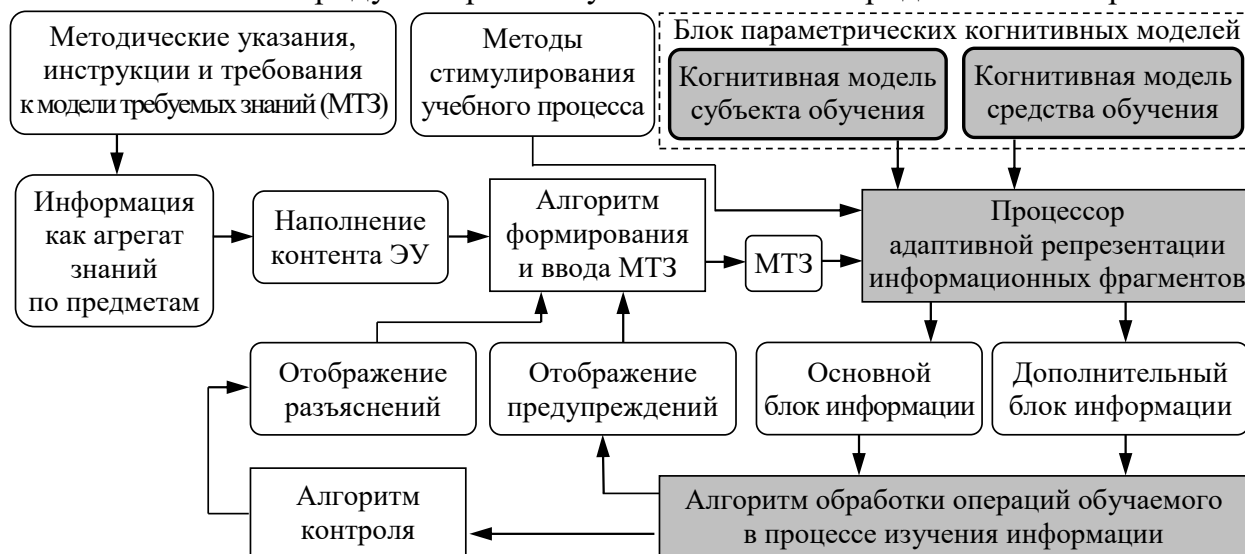 Методические указания,
инструкции и требования
к модели требуемых знаний (МТЗ)
Методы
стимулирования
учебного процесса
Блок параметрических когнитивных моделей
Когнитивная модель
субъекта обучения
Когнитивная модель
средства обучения
Информация
как агрегат
знаний
по предметам
Наполнение
контента ЭУ
Алгоритм
формирования
и ввода МТЗ
МТЗ
Процессор
адаптивной репрезентации
информационных фрагментов
Отображение
разъяснений
Отображение
предупреждений
Основной
блок информации
Дополнительный
блок информации
Алгоритм
контроля
Алгоритм обработки операций обучаемого
в процессе изучения информации